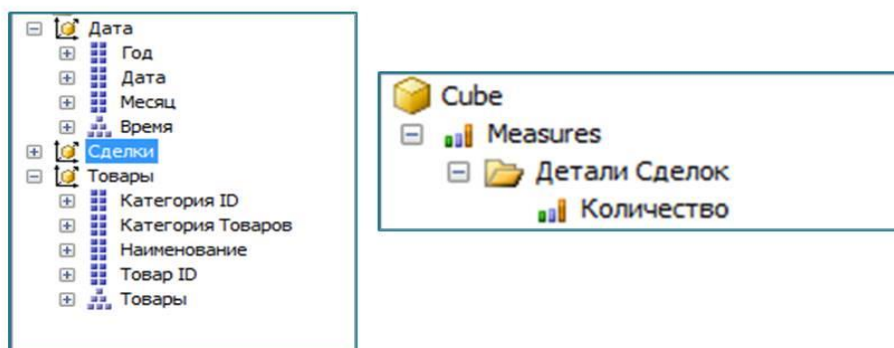 Дата
Год
Дата
Месяц
Время
Сделки
Товары
Категория ID
Категория Товаров
Наименование
Товар ID
Товары
Cube
Measures
Детали Сделок
Количество